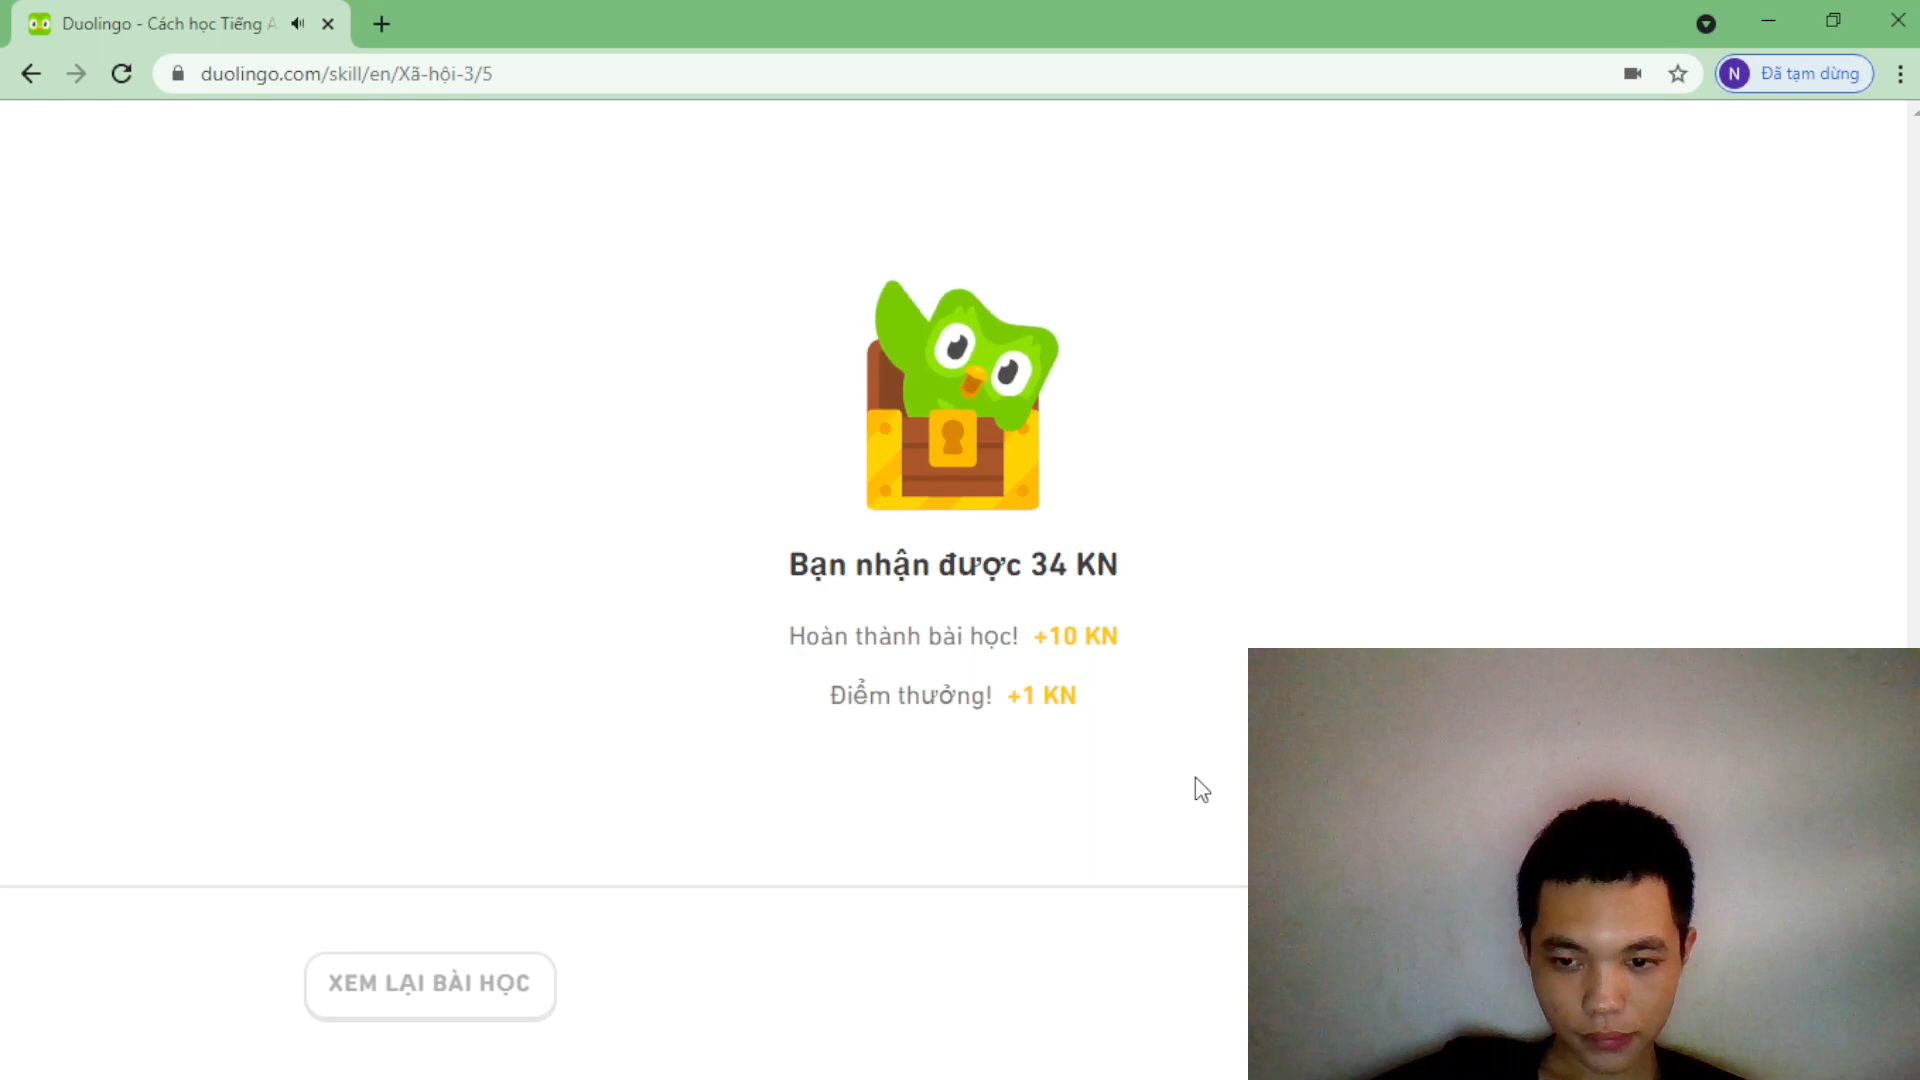 Duolingo - Cách học Tiếng A
duolingo.com/skill/en/Xã-hội-3/5
N Đã tạm dừng
Bạn nhận được 34 KN
Hoàn thành bài học! +10 KN
Điểm thưởng! +1 KN
XEM LẠI BÀI HỌC